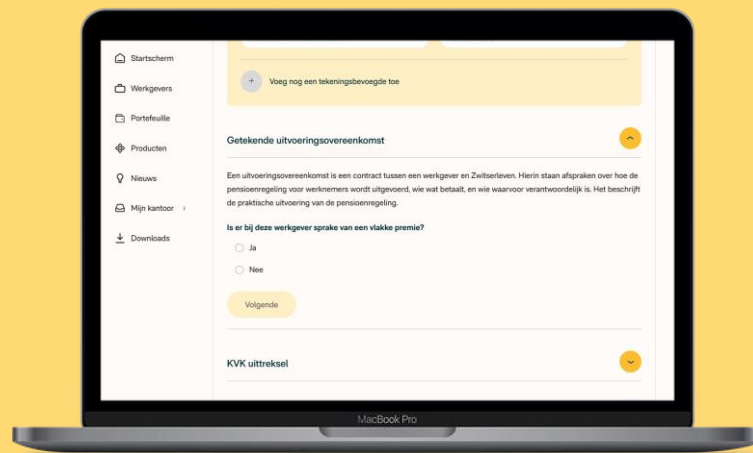 Startscherm
Werkgevers
Portefeuille
Producten
Nieuws
Mijn kantoor
Downloads
Voeg nog een tekeningsbevoegde toe
Getekende uitvoeringsovereenkomst
Een uitvoeringsovereenkomst is een contract tussen een werkgever en Zwitserleven. Hierin staan afspraken over hoe de
pensioenregeling voor werknemers wordt uitgevoerd, wie wat betaalt, en wie waarvoor verantwoordelijk is. Het beschrijft
de praktische uitvoering van de pensioenregeling.
Is er bij deze werkgever sprake van een vlakke premie?
Ja
Nee
Volgende
KVK uittreksel
MacBook Pro